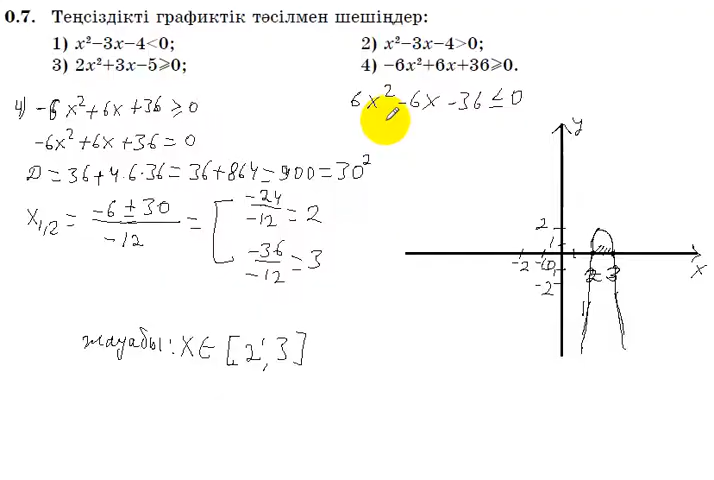 0.7. Теңсіздікті графиктік тәсілмен шешіңдер:
1) x²−3x−4<0; 2) x²−3x−4>0;
3) 2x²+3x−5⩾0; 4) −6x²+6x+36⩾0.
4) −6x²+6x+36⩾0
6x²−6x−36≤0
−6x²+6x+36=0
D=36+4·6·36=36+864=900=30²
x₁,₂ = (−6±30)/(−12) = [ −24/−12 = 2
−36/−12 = 3
жауабы: x∈[2; 3]
y
2
1
−2 −1 0 2 3 x
−2